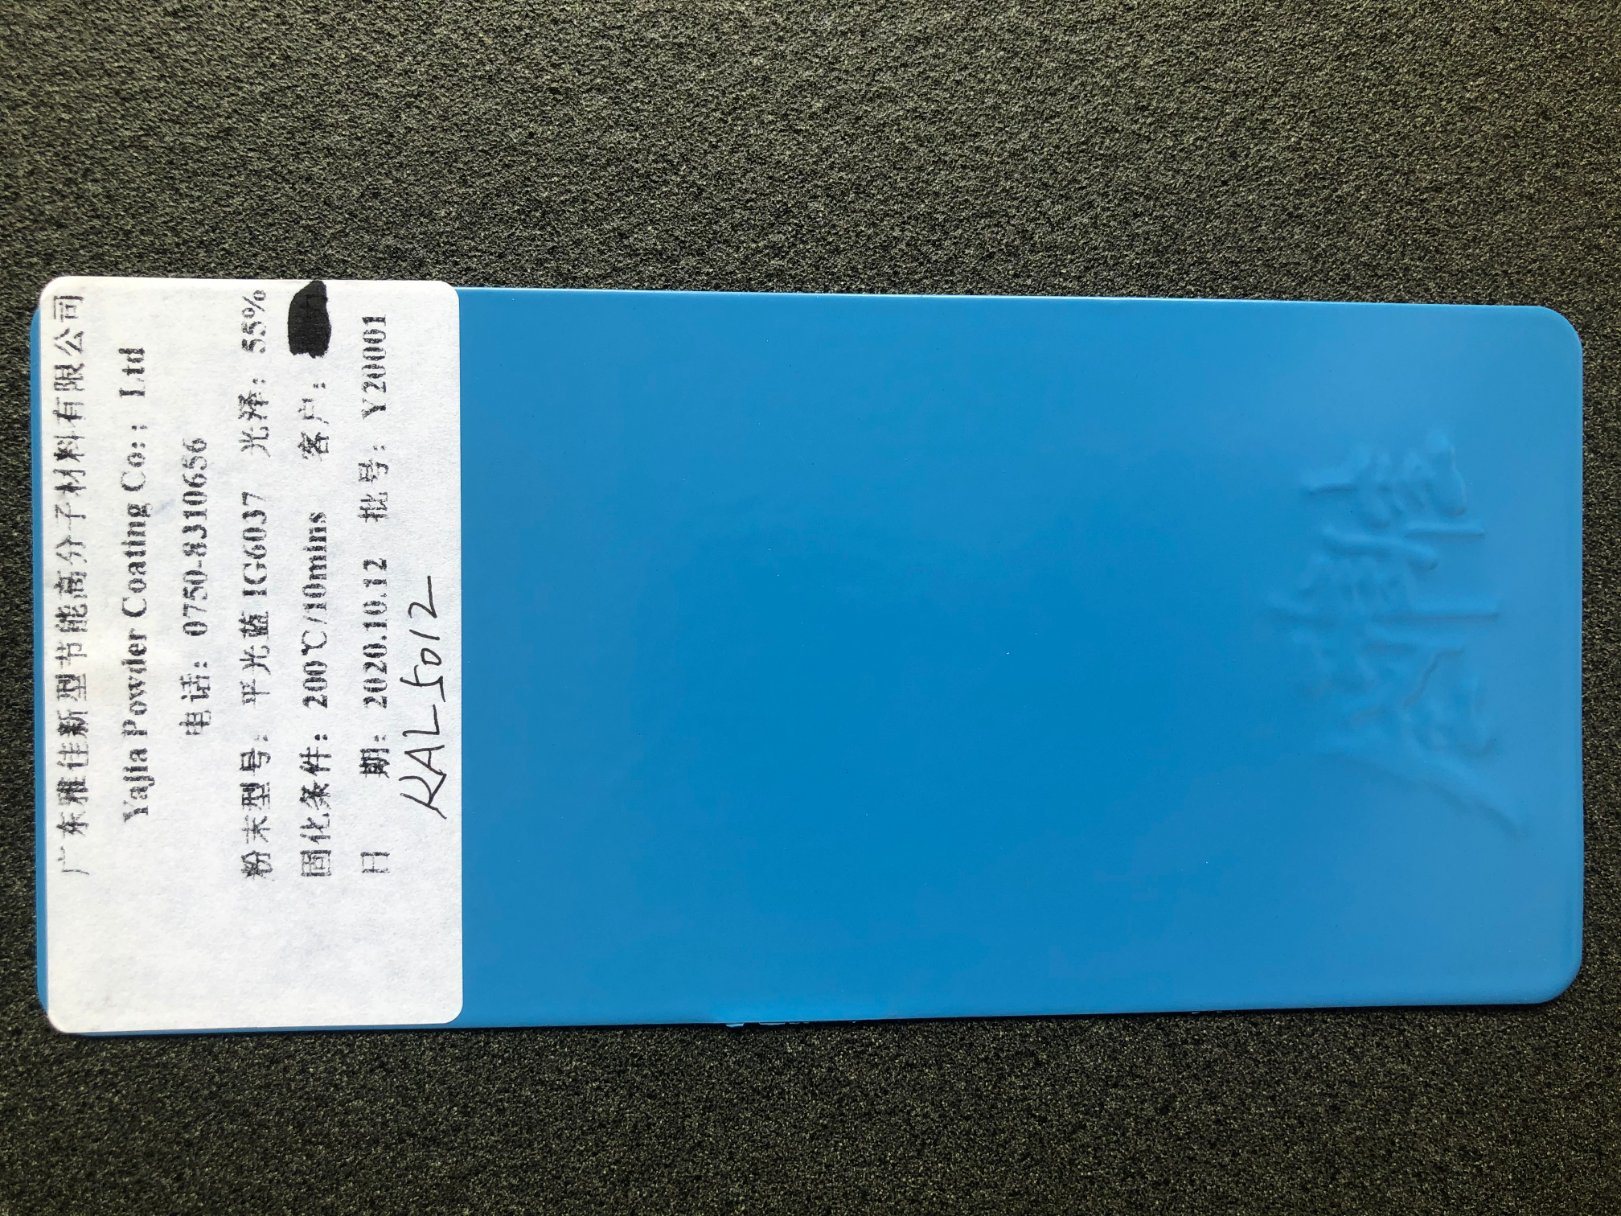 广东雅佳新型节能高分子材料有限公司
Yajia Powder Coating Co:; Ltd
电话: 0750-8310656
粉末型号: 平光蓝 IG6037 光泽: 55%
固化条件: 200℃/10mins 客户:
日 期: 2020.10.12 批号: Y20001
RAL 5012